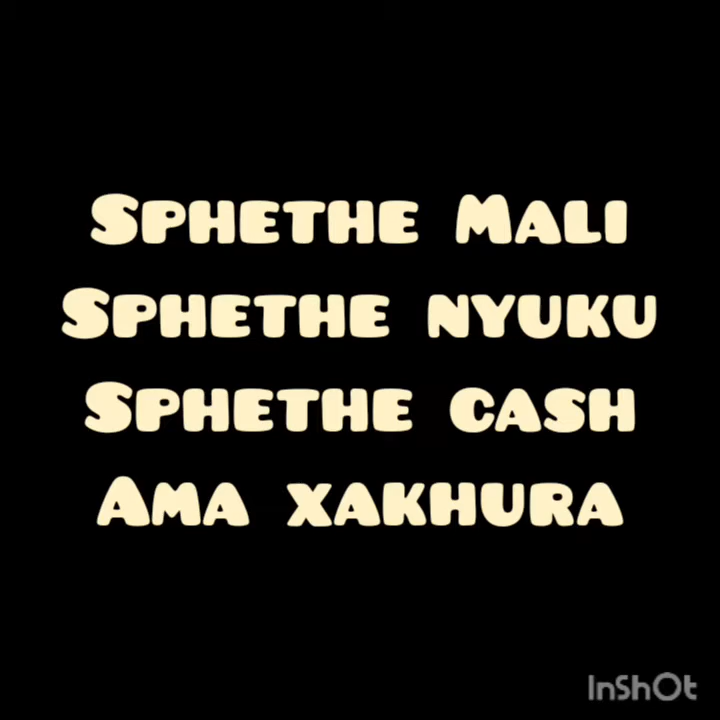 Sphethe Mali
Sphethe nyuku
Sphethe cash
Ama xakhura
InShOt